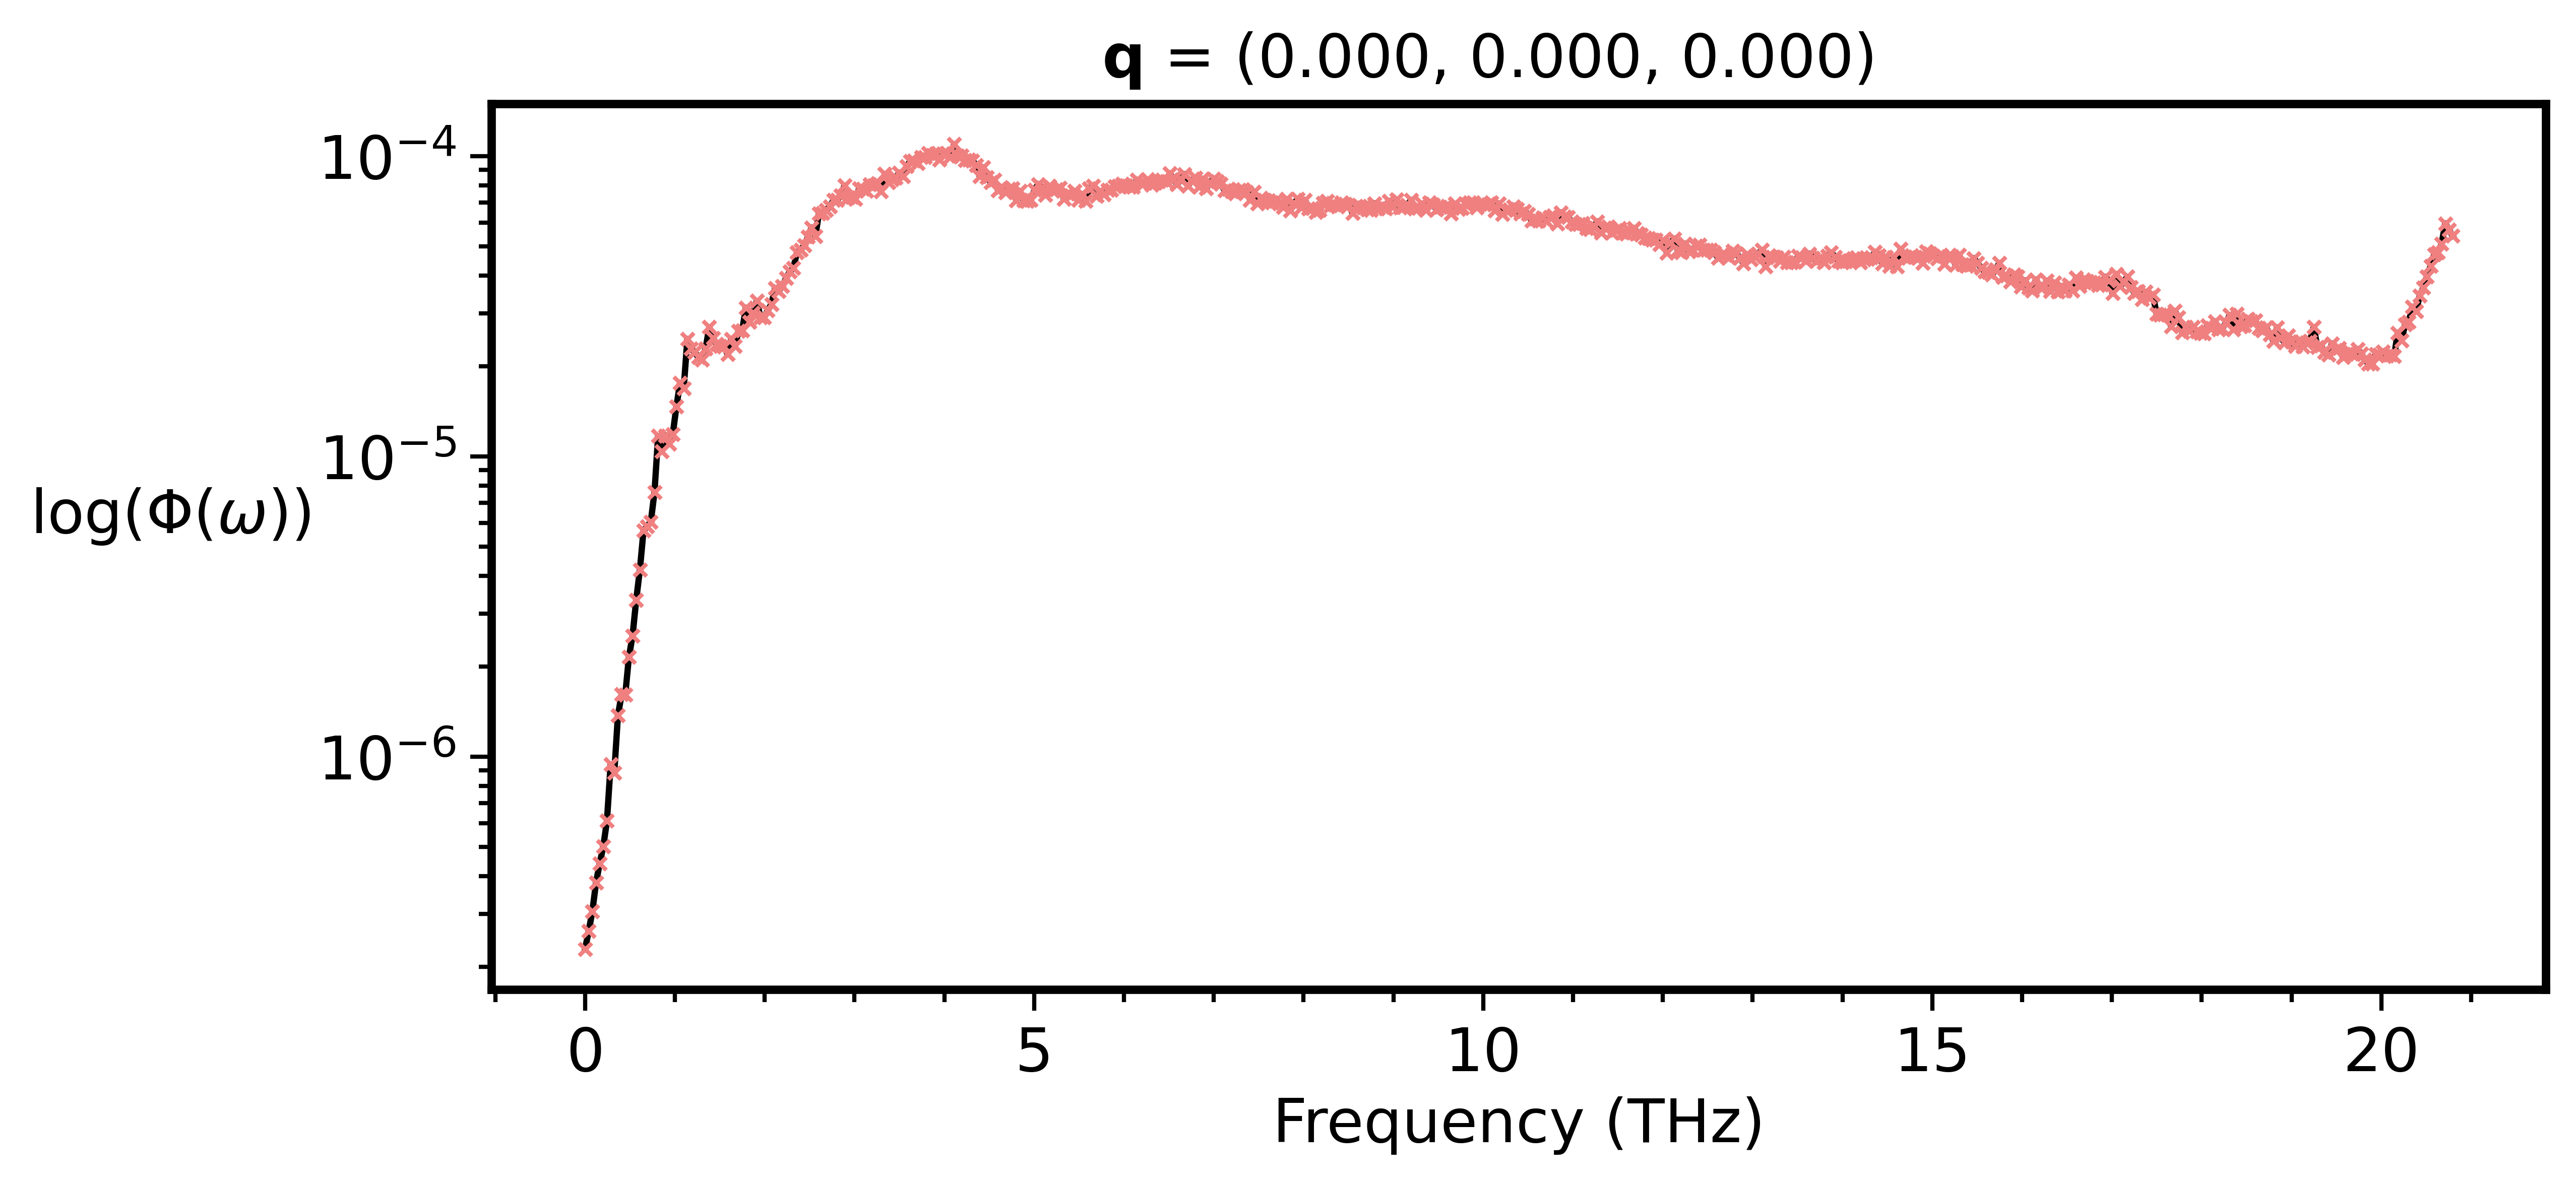 q = (0.000, 0.000, 0.000)
10⁻⁴
10⁻⁵
log(Φ(ω))
10⁻⁶
0 5 10 15 20
Frequency (THz)